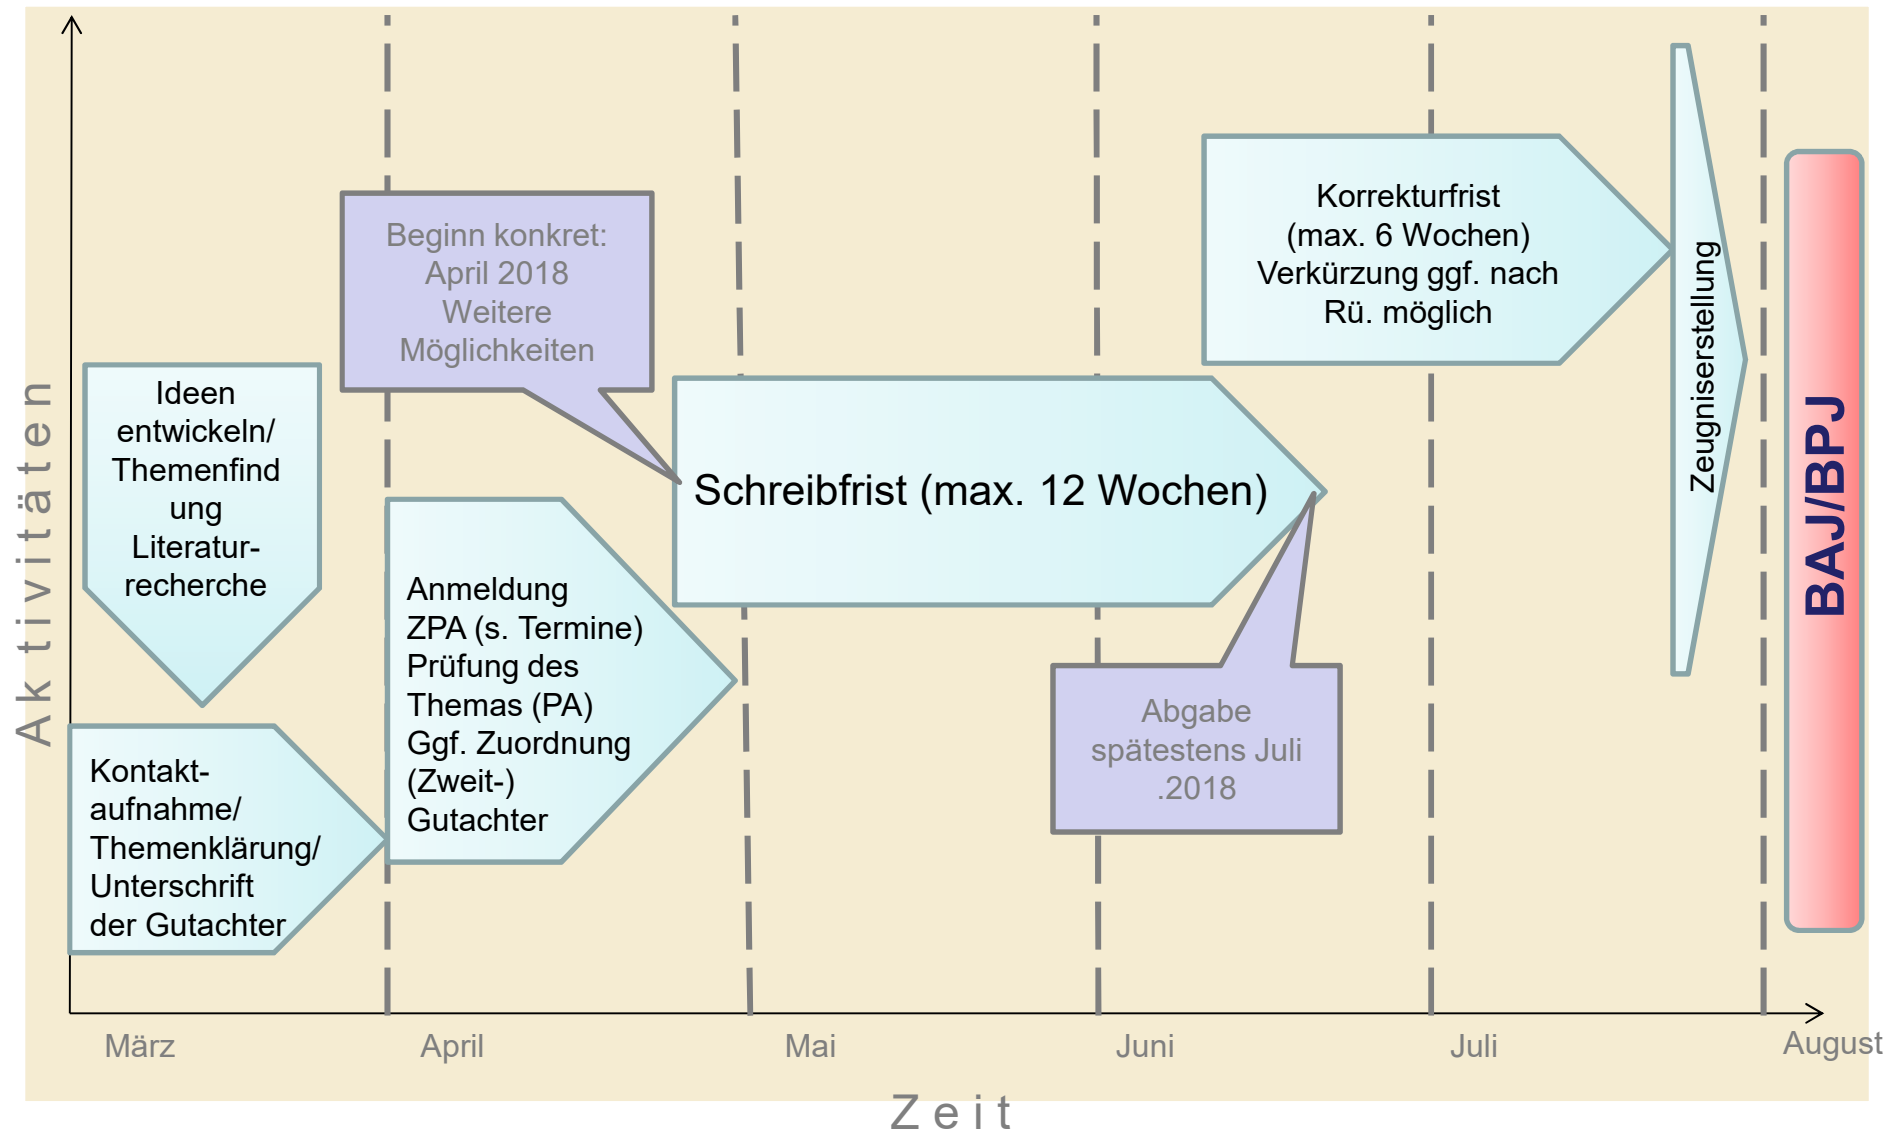 Aktivitäten
Ideen
entwickeln/
Themenfind
ung
Literatur-
recherche
Kontakt-
aufnahme/
Themenklärung/
Unterschrift
der Gutachter
Beginn konkret:
April 2018
Weitere
Möglichkeiten
Anmeldung
ZPA (s. Termine)
Prüfung des
Themas (PA)
Ggf. Zuordnung
(Zweit-)
Gutachter
Schreibfrist (max. 12 Wochen)
Abgabe
spätestens Juli
.2018
Korrekturfrist
(max. 6 Wochen)
Verkürzung ggf. nach
Rü. möglich
Zeugniserstellung
BAJ/BPJ
März
April
Mai
Juni
Juli
August
Zeit